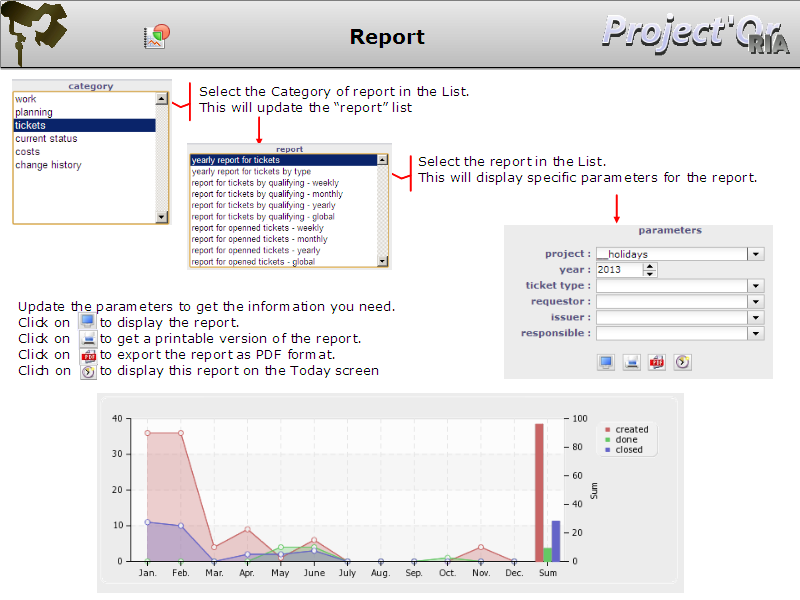 Report
Project'Or
RIA
category
work
planning
tickets
current status
costs
change history
Select the Category of report in the List.
This will update the “report” list
report
yearly report for tickets
yearly report for tickets by type
report for tickets by qualifying - weekly
report for tickets by qualifying - monthly
report for tickets by qualifying - yearly
report for tickets by qualifying - global
report for openned tickets - weekly
report for openned tickets - monthly
report for opened tickets - yearly
report for opened tickets - global
Select the report in the List.
This will display specific parameters for the report.
parameters
project : __holidays
year : 2013
ticket type :
requestor :
issuer :
responsible :
Update the parameters to get the information you need.
Click on to display the report.
Click on to get a printable version of the report.
Click on PDF to export the report as PDF format.
Clich on to display this report on the Today screen
PDF
40
30
20
10
0
Jan. Feb. Mar. Apr. May June July Aug. Sep. Oct. Nov. Dec. Sum
100
80
60
40
20
0
Sum
created
done
closed